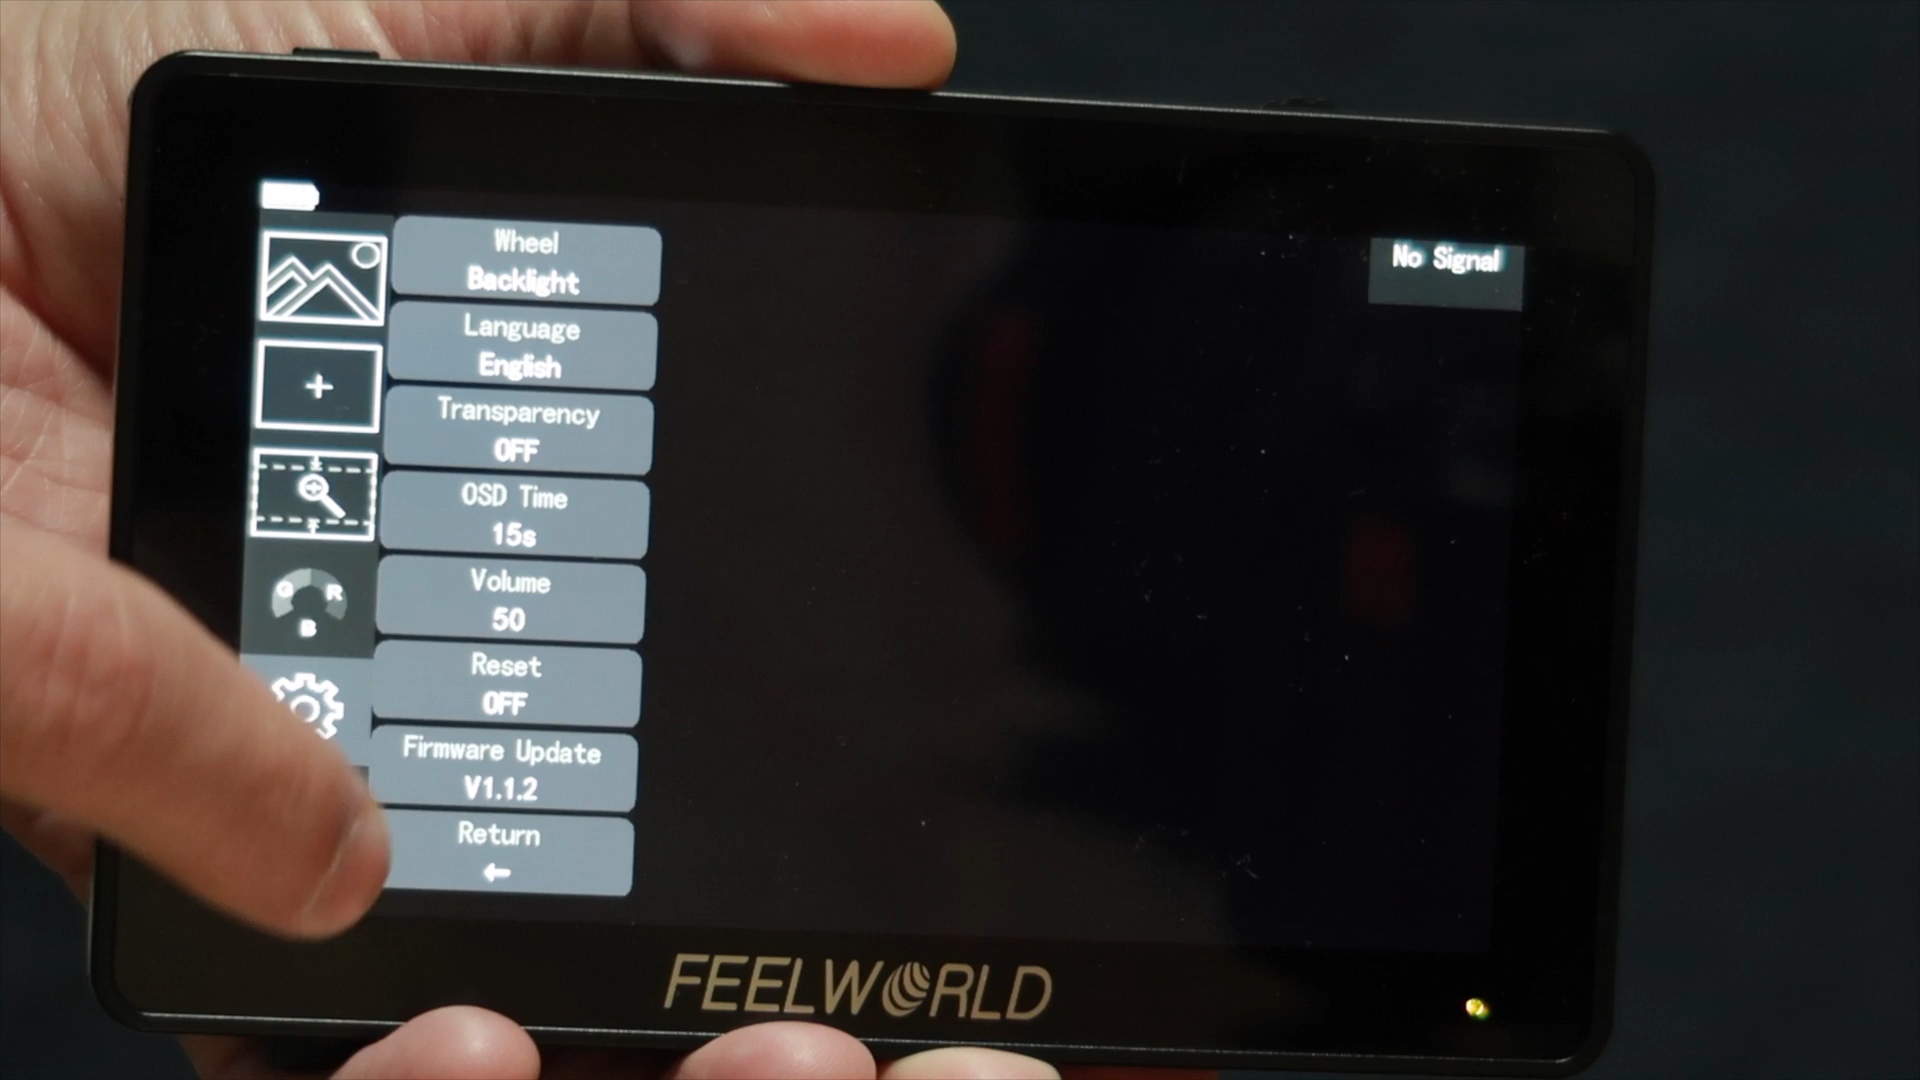 Wheel
Backlight
No Signal
Language
English
Transparency
OFF
OSD Time
15s
Volume
50
G R
B
Reset
OFF
Firmware Update
V1.1.2
Return
FEELWORLD